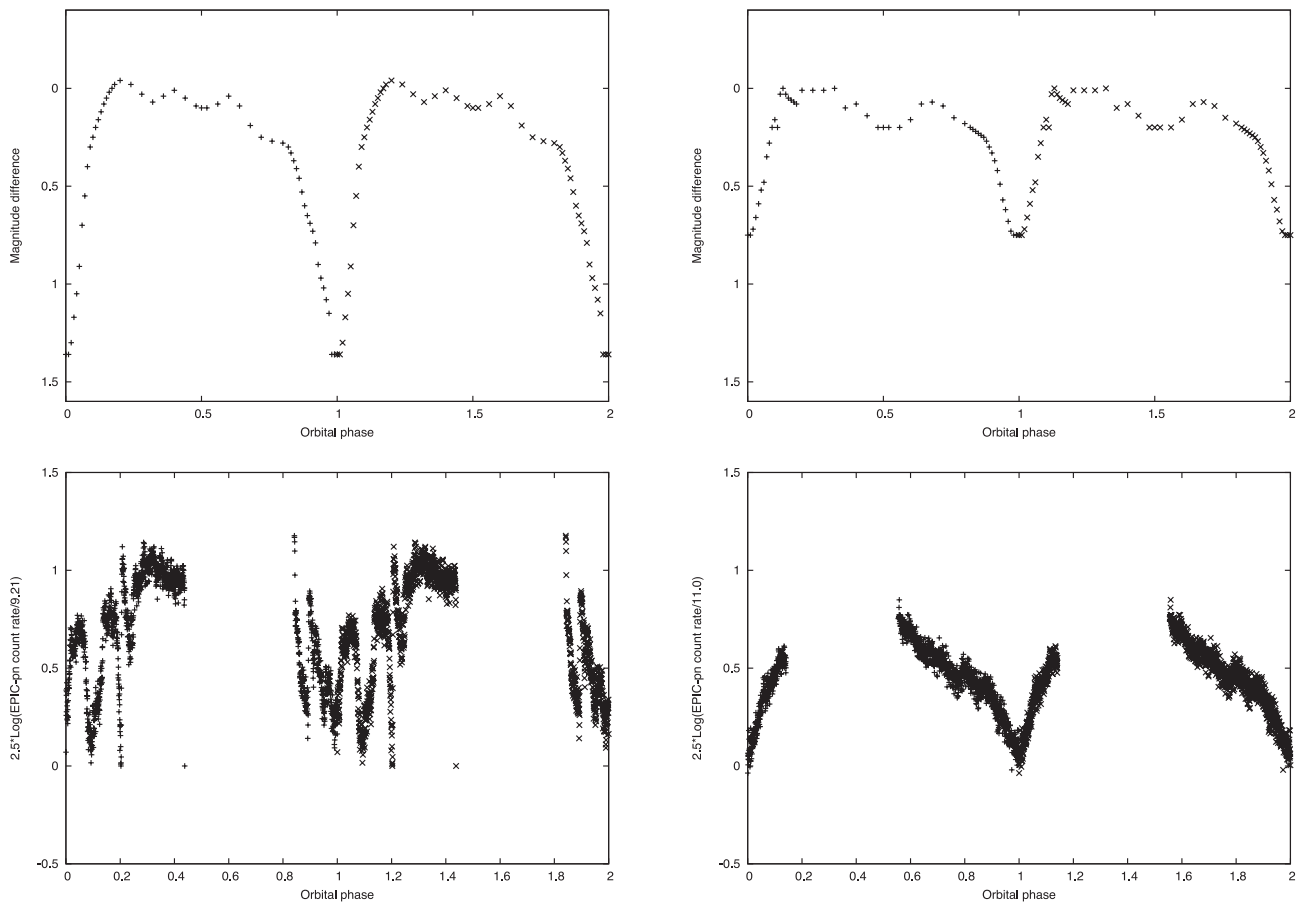 0
0.5
1
1.5
Magnitude difference
0 0.5 1 1.5 2
Orbital phase
0
0.5
1
1.5
Magnitude difference
0 0.5 1 1.5 2
Orbital phase
1.5
1
0.5
0
-0.5
2.5*Log(EPIC-pn count rate/9,21)
0 0.2 0.4 0.6 0.8 1 1.2 1.4 1.6 1.8 2
Orbital phase
1.5
1
0.5
0
-0.5
2.5*Log(EPIC-pn count rate/11.0)
0 0.2 0.4 0.6 0.8 1 1.2 1.4 1.6 1.8 2
Orbital phase